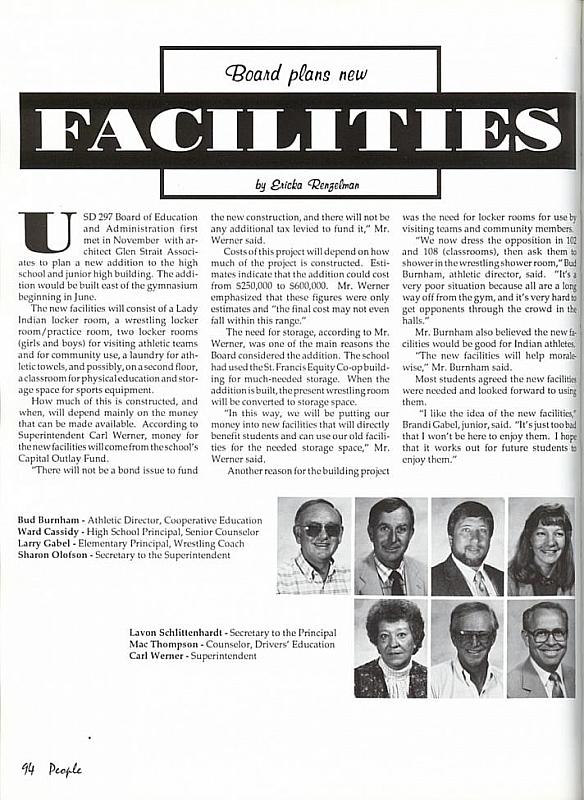 Board plans new
FACILITIES
by Ericka Renzelman
USD 297 Board of Education
and Administration first
met in November with ar-
chitect Glen Strait Associ-
ates to plan a new addition to the high
school and junior high building. The addi-
tion would be built east of the gymnasium
beginning in June.
The new facilities will consist of a Lady
Indian locker room, a wrestling locker
room/practice room, two locker rooms
(girls and boys) for visiting athletic teams
and for community use, a laundry for ath-
letic towels, and possibly, on a second floor,
a classroom for physical education and stor-
age space for sports equipment.
How much of this is constructed, and
when, will depend mainly on the money
that can be made available. According to
Superintendent Carl Werner, money for
the new facilities will come from the school's
Capital Outlay Fund.
"There will not be a bond issue to fund
the new construction, and there will not be
any additional tax levied to fund it," Mr.
Werner said.
Costs of this project will depend on how
much of the project is constructed. Esti-
mates indicate that the addition could cost
from $250,000 to $600,000. Mr. Werner
emphasized that these figures were only
estimates and "the final cost may not even
fall within this range."
The need for storage, according to Mr.
Werner, was one of the main reasons the
Board considered the addition. The school
had used the St. Francis Equity Co-op build-
ing for much-needed storage. When the
addition is built, the present wrestling room
will be converted to storage space.
"In this way, we will be putting our
money into new facilities that will directly
benefit students and can use our old facili-
ties for the needed storage space," Mr.
Werner said.
Another reason for the building project
was the need for locker rooms for use by
visiting teams and community members.
"We now dress the opposition in 102
and 108 (classrooms), then ask them to
shower in the wrestling shower room," Bud
Burnham, athletic director, said. "It's a
very poor situation because all are a long
way off from the gym, and it's very hard to
get opponents through the crowd in the
halls."
Mr. Burnham also believed the new fa-
cilities would be good for Indian athletes.
"The new facilities will help morale-
wise," Mr. Burnham said.
Most students agreed the new facilities
were needed and looked forward to using
them.
"I like the idea of the new facilities,"
Brandi Gabel, junior, said. "It's just too bad
that I won't be here to enjoy them. I hope
that it works out for future students to
enjoy them."
Bud Burnham - Athletic Director, Cooperative Education
Ward Cassidy - High School Principal, Senior Counselor
Larry Gabel - Elementary Principal, Wrestling Coach
Sharon Olofson - Secretary to the Superintendent
Lavon Schlittenhardt - Secretary to the Principal
Mac Thompson - Counselor, Drivers' Education
Carl Werner - Superintendent
94 People